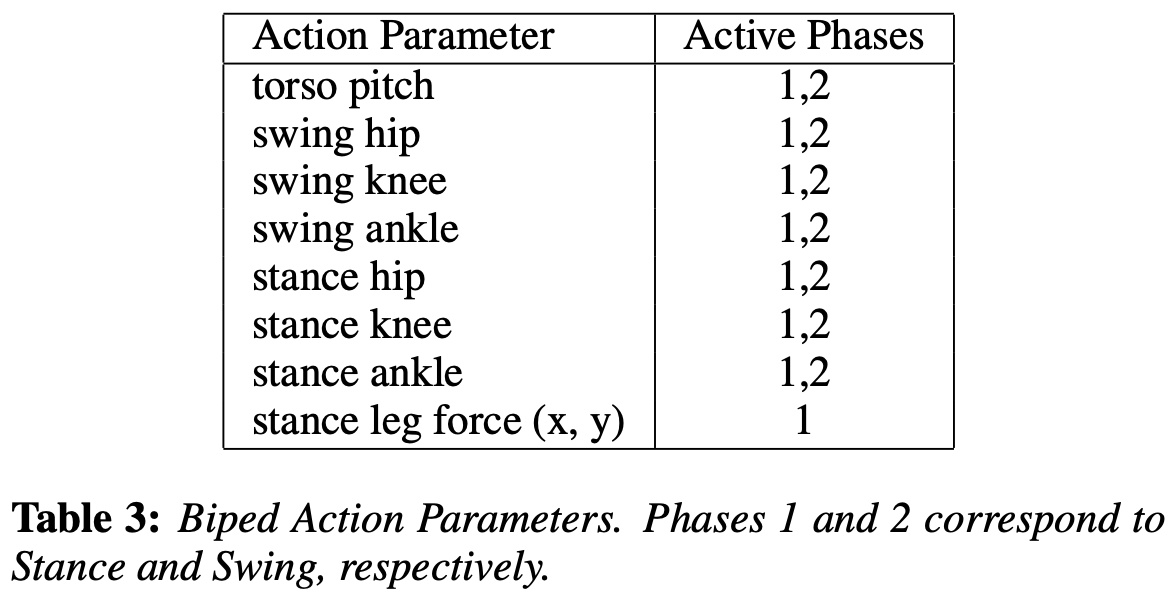 Action Parameter Active Phases
torso pitch 1,2
swing hip 1,2
swing knee 1,2
swing ankle 1,2
stance hip 1,2
stance knee 1,2
stance ankle 1,2
stance leg force (x, y) 1
Table 3: Biped Action Parameters. Phases 1 and 2 correspond to
Stance and Swing, respectively.